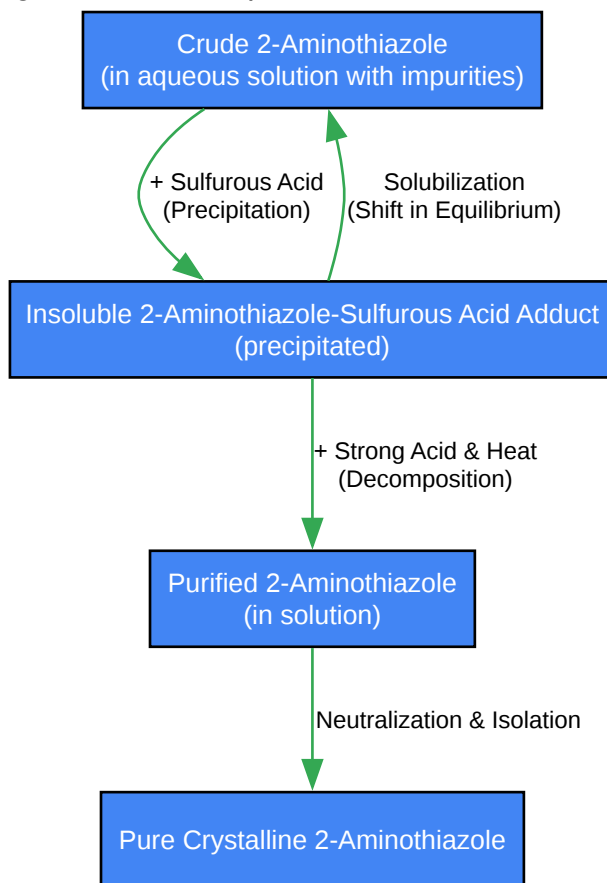 Crude 2-Aminothiazole
(in aqueous solution with impurities)
+ Sulfurous Acid
(Precipitation)
Solubilization
(Shift in Equilibrium)
Insoluble 2-Aminothiazole-Sulfurous Acid Adduct
(precipitated)
+ Strong Acid & Heat
(Decomposition)
Purified 2-Aminothiazole
(in solution)
Neutralization & Isolation
Pure Crystalline 2-Aminothiazole